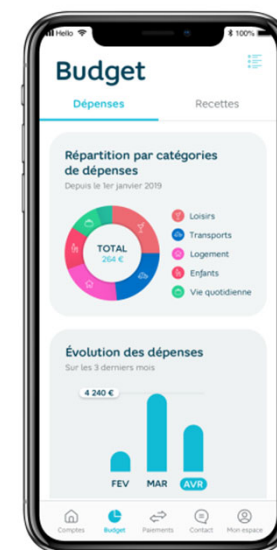 Hello
100%
Budget
Dépenses
Recettes
Répartition par catégories
de dépenses
Depuis le 1er janvier 2019
TOTAL
264 €
Loisirs
Transports
Logement
Enfants
Vie quotidienne
Évolution des dépenses
Sur les 3 derniers mois
4 240 €
FEV
MAR
AVR
Comptes
Budget
Paiements
Contact
Mon espace